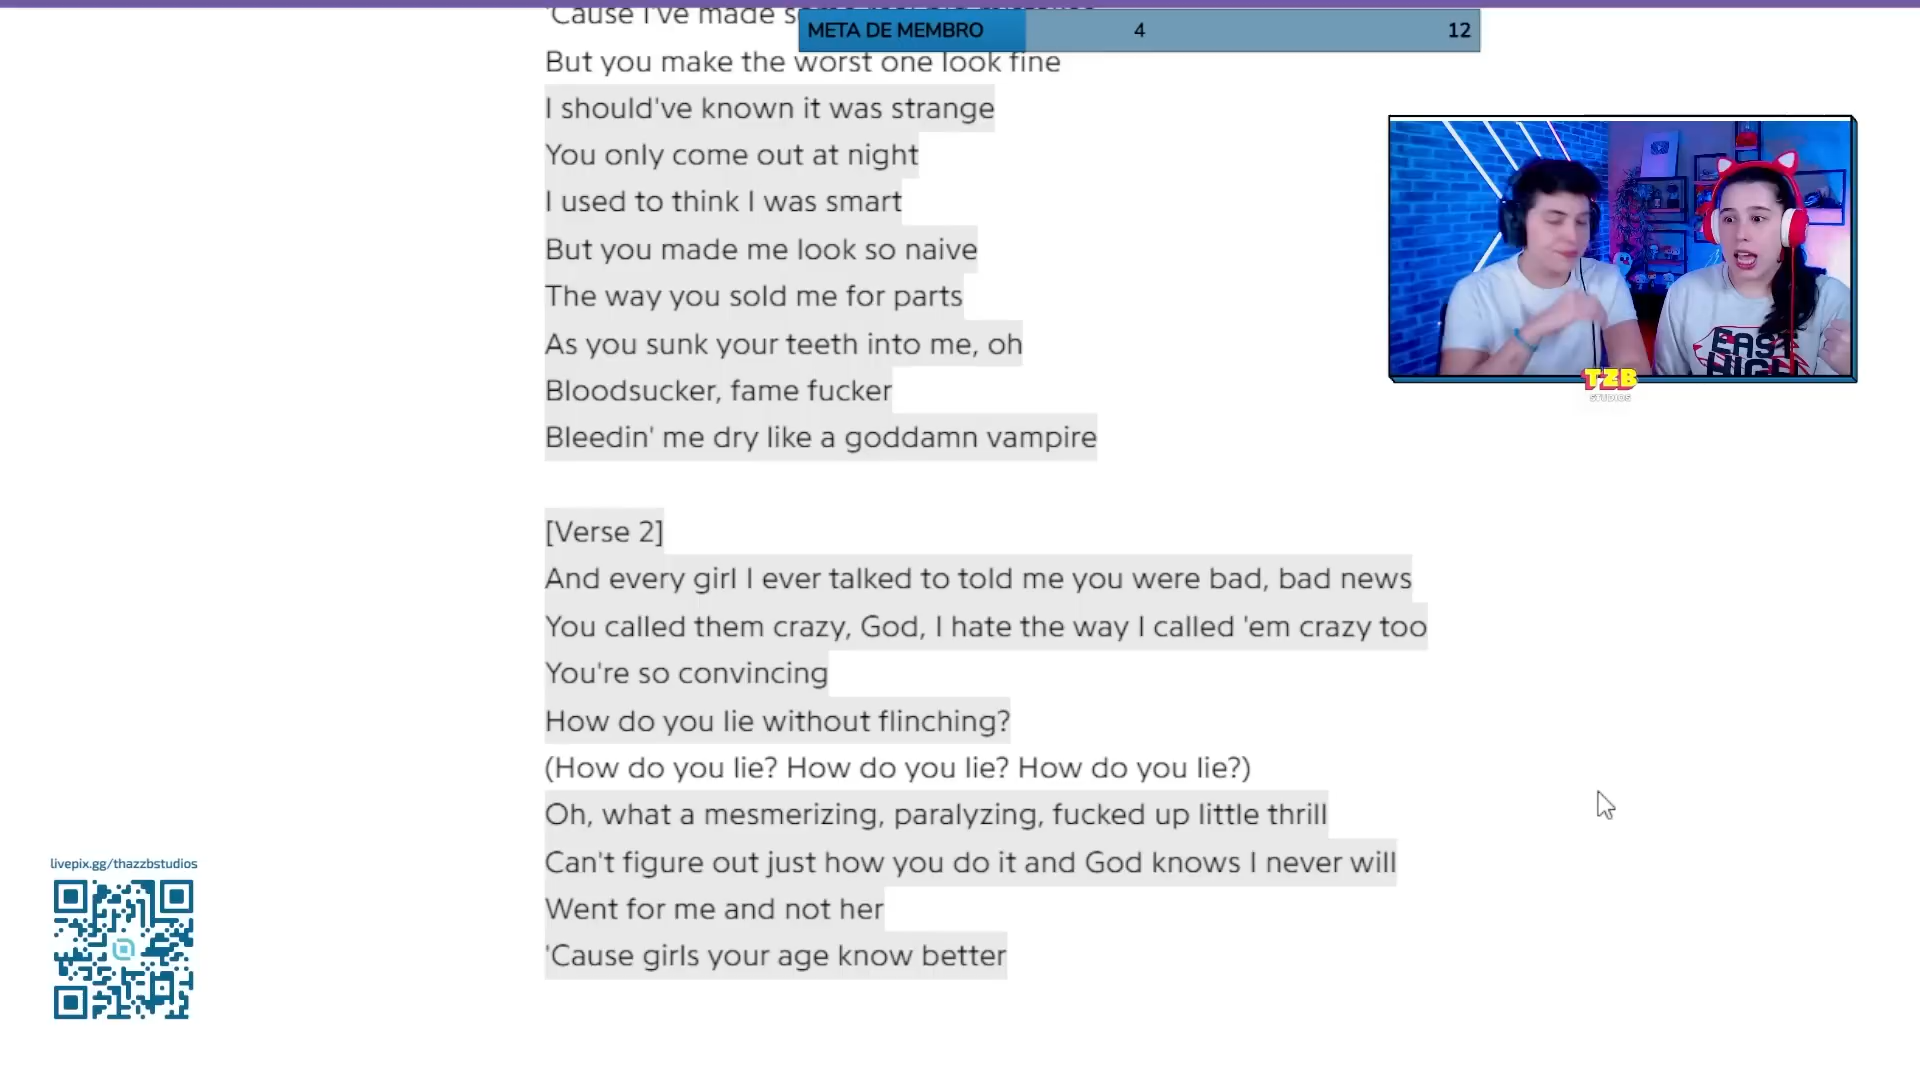 'Cause I've made
META DE MEMBRO 4 12
But you make the worst one look fine
I should've known it was strange
You only come out at night
I used to think I was smart
But you made me look so naive
The way you sold me for parts
As you sunk your teeth into me, oh
Bloodsucker, fame fucker
Bleedin' me dry like a goddamn vampire
EAST
HIGH
TZB
STUDIOS
[Verse 2]
And every girl I ever talked to told me you were bad, bad news
You called them crazy, God, I hate the way I called 'em crazy too
You're so convincing
How do you lie without flinching?
(How do you lie? How do you lie? How do you lie?)
Oh, what a mesmerizing, paralyzing, fucked up little thrill
Can't figure out just how you do it and God knows I never will
Went for me and not her
'Cause girls your age know better
livepix.gg/thazzbstudios